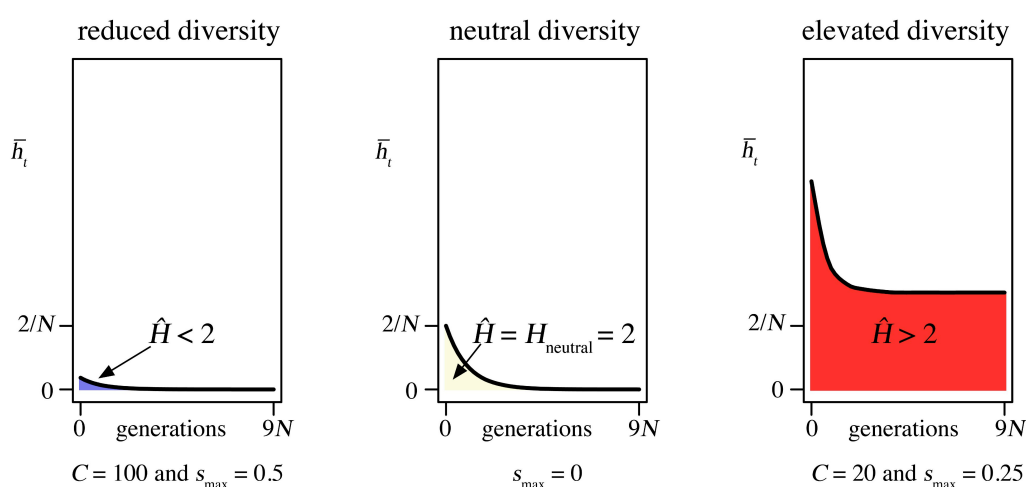 reduced diversity
h̄t
2/N
0
Ĥ < 2
0 generations 9N
C = 100 and smax = 0.5
neutral diversity
h̄t
2/N
0
Ĥ = Hneutral = 2
0 generations 9N
smax = 0
elevated diversity
h̄t
2/N
0
Ĥ > 2
0 generations 9N
C = 20 and smax = 0.25